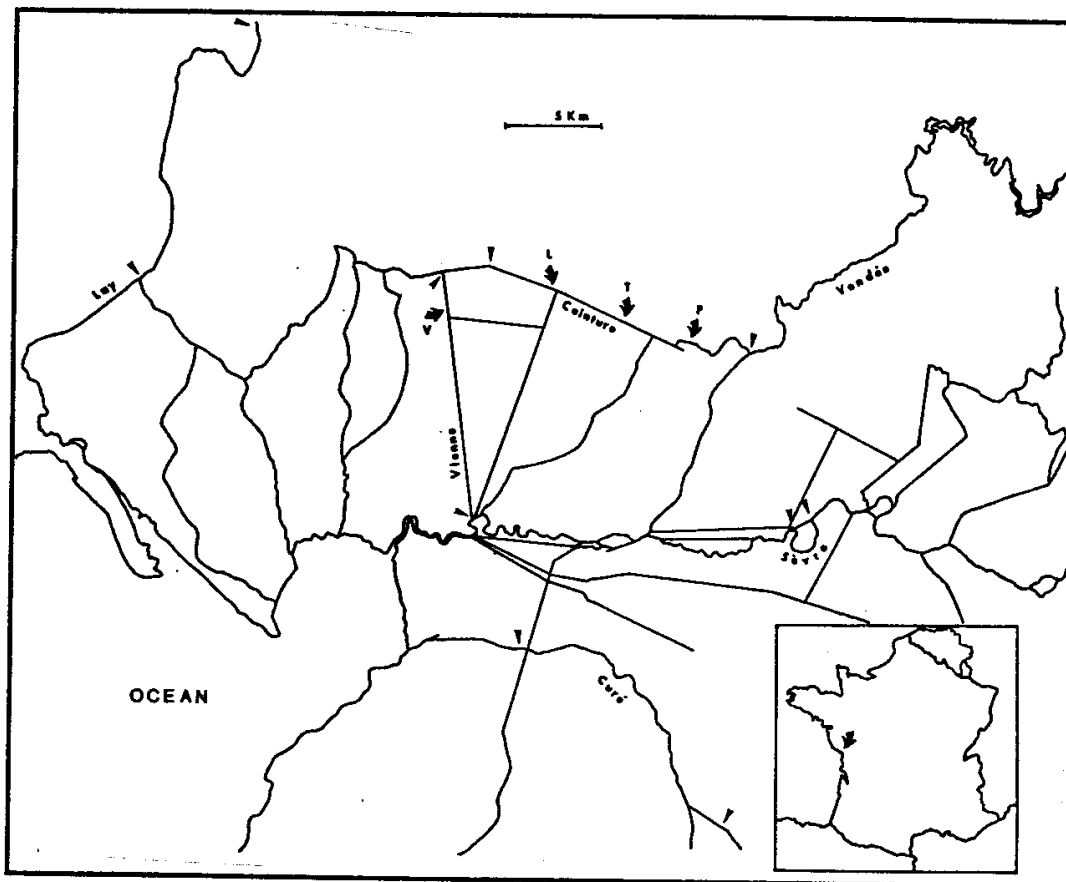 5 Km
L
Lay
T
Vendée
Ceinture
P
V
Vienne
Sèvre
OCEAN
Curé